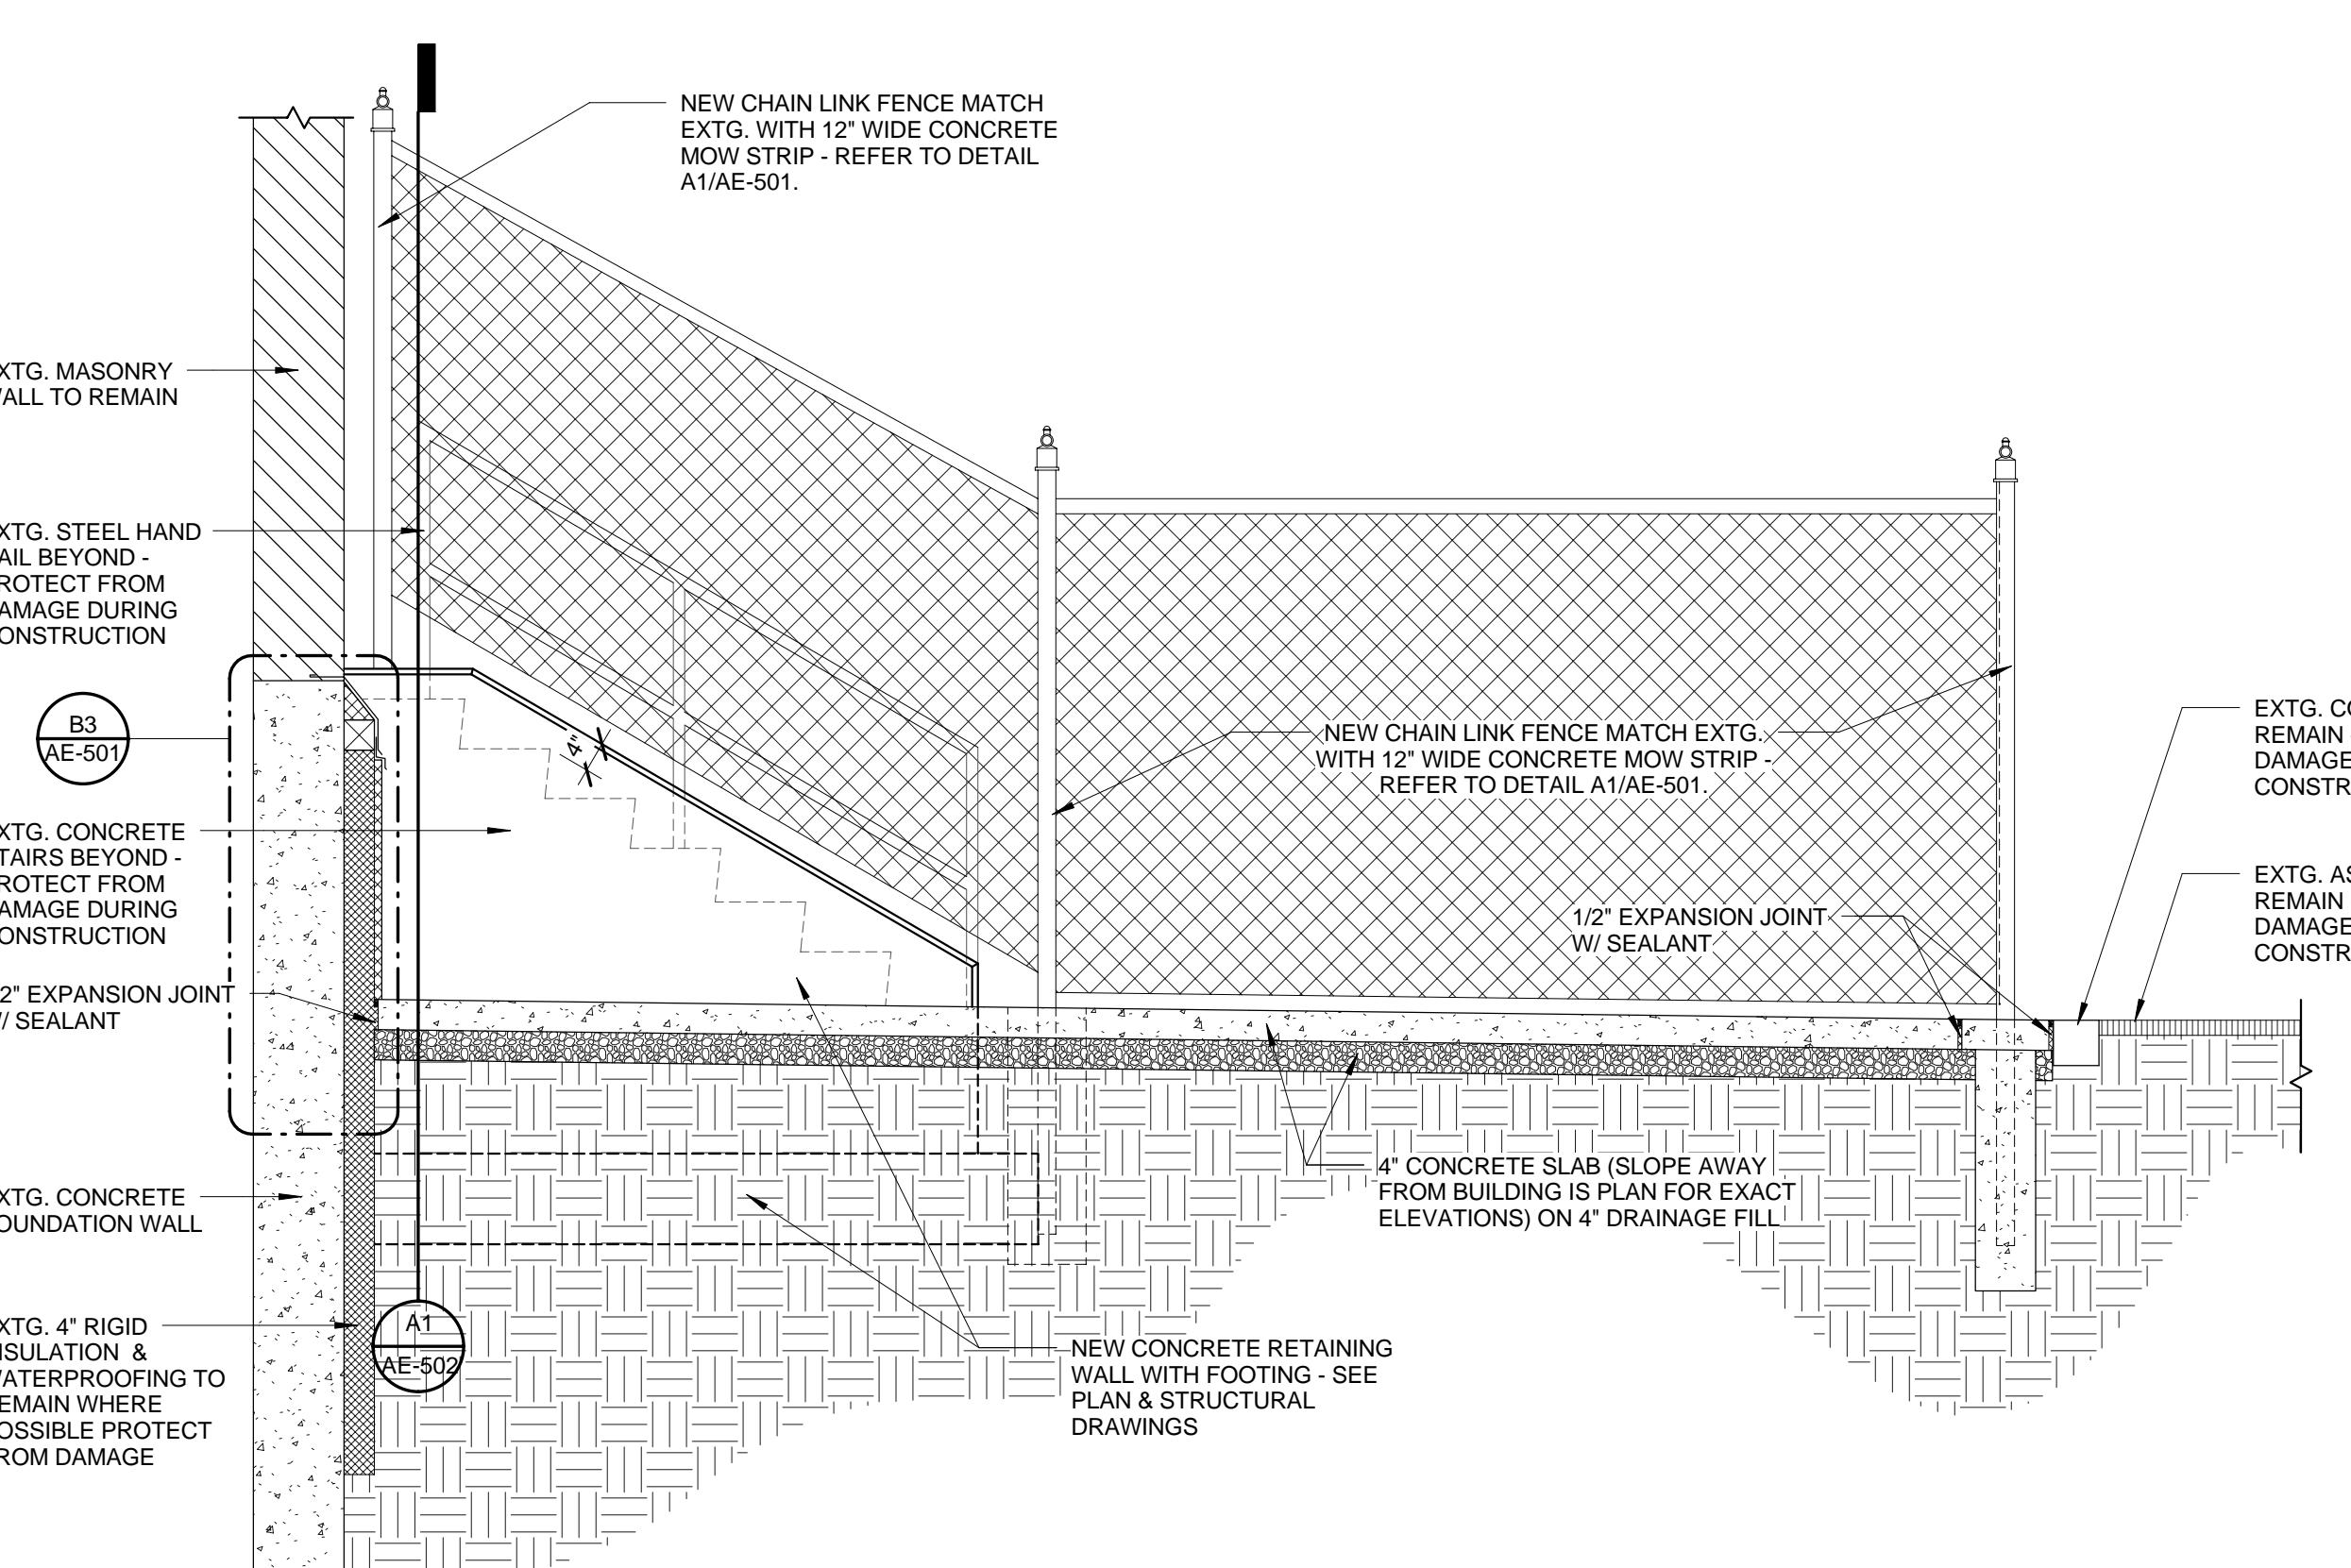 NEW CHAIN LINK FENCE MATCH
EXTG. WITH 12" WIDE CONCRETE
MOW STRIP - REFER TO DETAIL
A1/AE-501.
XTG. MASONRY
ALL TO REMAIN
XTG. STEEL HAND
AIL BEYOND -
ROTECT FROM
AMAGE DURING
ONSTRUCTION
B3
AE-501
4"
NEW CHAIN LINK FENCE MATCH EXTG.
WITH 12" WIDE CONCRETE MOW STRIP -
REFER TO DETAIL A1/AE-501.
EXTG. CO
REMAIN
DAMAGE
CONSTR
XTG. CONCRETE
TAIRS BEYOND -
ROTECT FROM
AMAGE DURING
ONSTRUCTION
EXTG. AS
REMAIN
DAMAGE
CONSTR
1/2" EXPANSION JOINT
W/ SEALANT
2" EXPANSION JOINT
/ SEALANT
4" CONCRETE SLAB (SLOPE AWAY
FROM BUILDING IS PLAN FOR EXACT
ELEVATIONS) ON 4" DRAINAGE FILL
XTG. CONCRETE
OUNDATION WALL
XTG. 4" RIGID
NSULATION &
WATERPROOFING TO
EMAIN WHERE
OSSIBLE PROTECT
ROM DAMAGE
A1
AE-502
NEW CONCRETE RETAINING
WALL WITH FOOTING - SEE
PLAN & STRUCTURAL
DRAWINGS